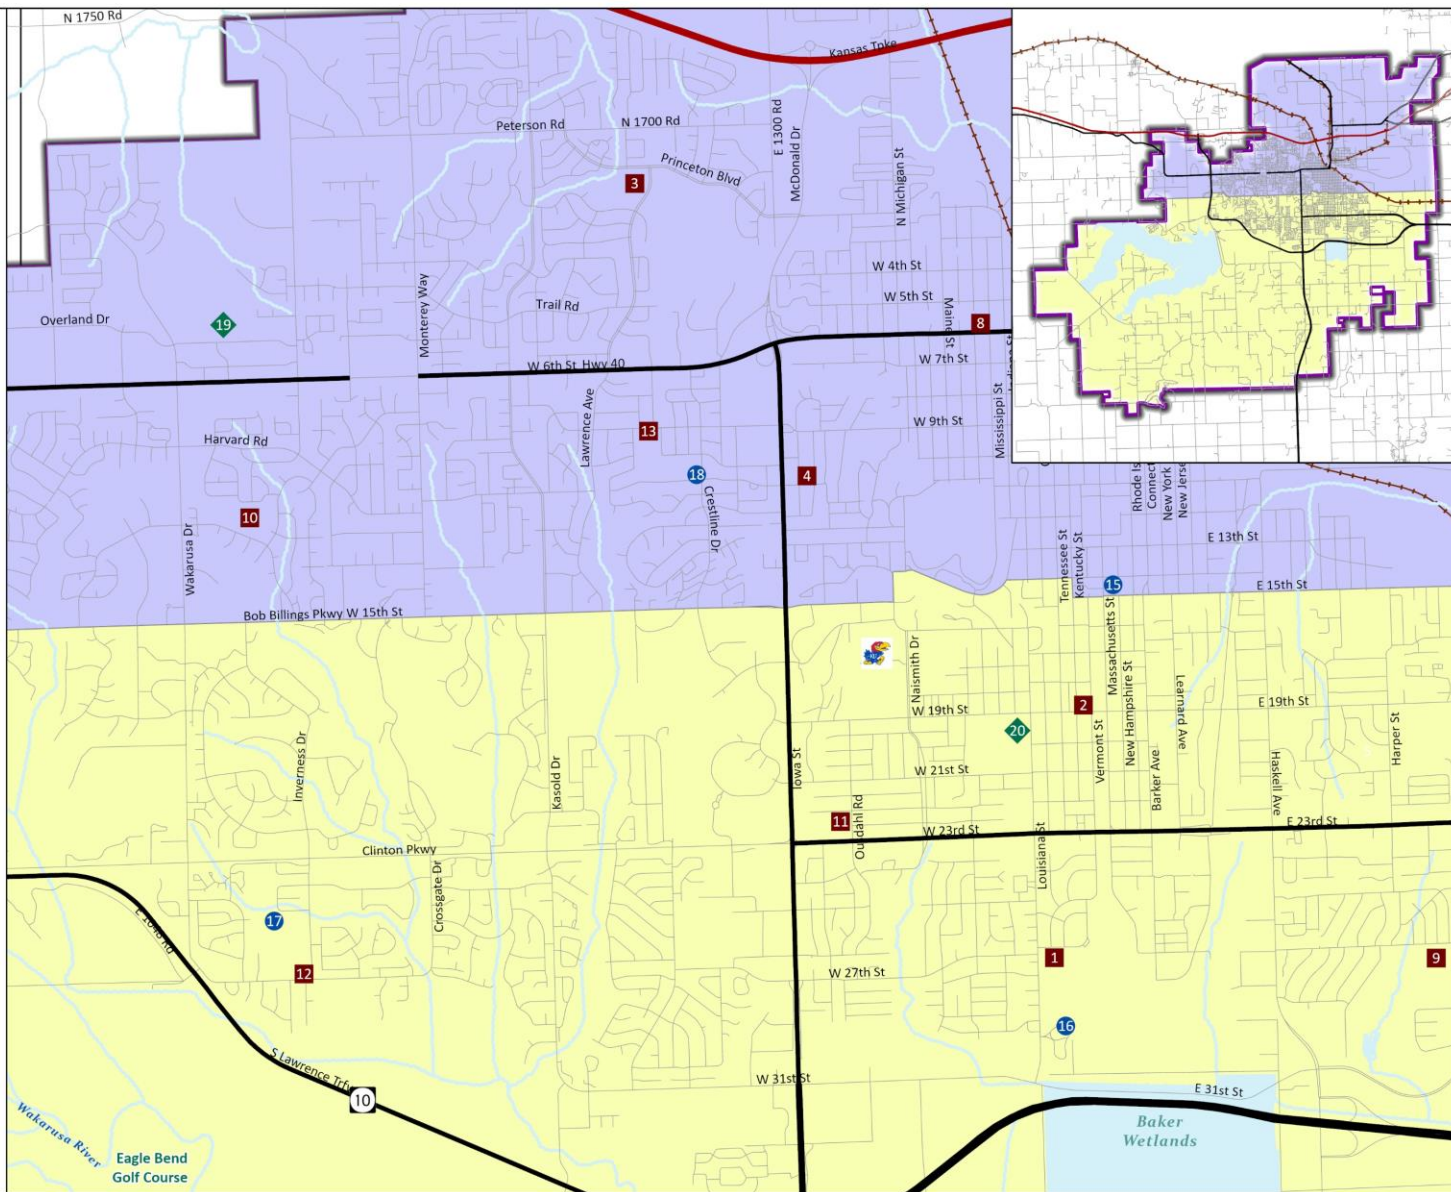 N 1750 Rd
Kansas Tpke
Peterson Rd
N 1700 Rd
E 1300 Rd
McDonald Dr
Princeton Blvd
N Michigan St
3
W 4th St
W 5th St
Monterey Way
Trail Rd
Maine St
8
Overland Dr
19
W 6th St Hwy 40
W 7th St
Lawrence Ave
Mississippi St
W 9th St
13
Harvard Rd
18
4
Crestline Dr
10
Wakarusa Dr
Rhode Is
Connect
New York
New Jerse
E 13th St
Tennessee St
Kentucky St
15
E 15th St
Bob Billings Pkwy W 15th St
Massachusetts St
Naismith Dr
New Hampshire St
Learnard Ave
W 19th St
2
E 19th St
20
Vermont St
Harper St
Inverness Dr
Kasold Dr
Iowa St
W 21st St
Barker Ave
Haskell Ave
11
Ousdahl Rd
W 23rd St
E 23rd St
Clinton Pkwy
Louisiana St
Crossgate Dr
17
12
W 27th St
1
9
16
S Lawrence Trfy
10
W 31st St
E 31st St
Wakarusa River
Baker
Wetlands
Eagle Bend
Golf Course